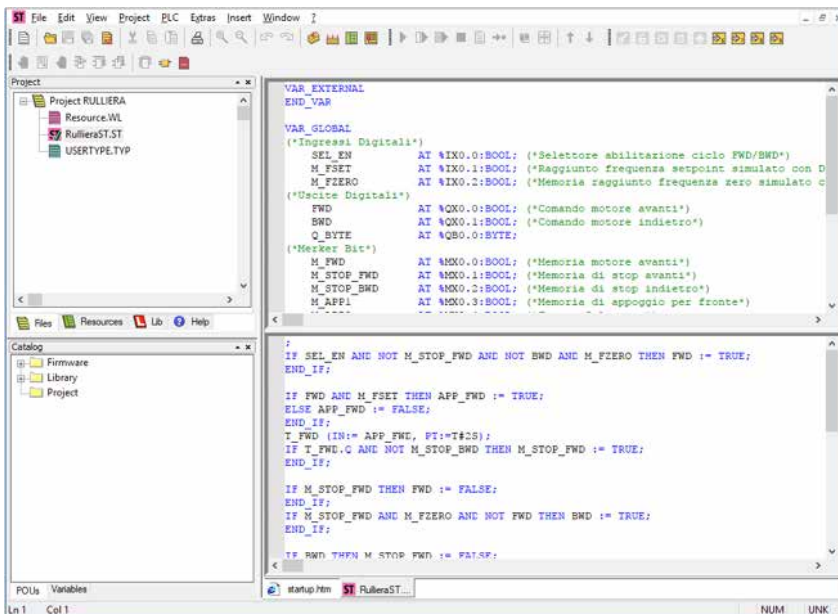 ST File Edit View Project PLC Extras Insert Window ?
Project
Project RULLIERA
Resource.WL
RullieraST.ST
USERTYPE.TYP
Files Resources Lib Help
Catalog
Firmware
Library
Project
POUs Variables
VAR_EXTERNAL
END_VAR
VAR_GLOBAL
(*Ingressi Digitali*)
SEL_EN AT %IX0.0:BOOL; (*Selettore abilitazione ciclo FWD/BWD*)
M_FSET AT %IX0.1:BOOL; (*Raggiunto frequenza setpoint simulato con D
M_FZERO AT %IX0.2:BOOL; (*Memoria raggiunto frequenza zero simulato c
(*Uscite Digitali*)
FWD AT %QX0.0:BOOL; (*Comando motore avanti*)
BWD AT %QX0.1:BOOL; (*Comando motore indietro*)
Q_BYTE AT %QB0.0:BYTE;
(*Merker Bit*)
M_FWD AT %MX0.0:BOOL; (*Memoria motore avanti*)
M_STOP_FWD AT %MX0.1:BOOL; (*Memoria di stop avanti*)
M_STOP_BWD AT %MX0.2:BOOL; (*Memoria di stop indietro*)
M_APP1 AT %MX0.3:BOOL; (*Memoria di appoggio per fronte*)
;
IF SEL_EN AND NOT M_STOP_FWD AND NOT BWD AND M_FZERO THEN FWD := TRUE;
END_IF;
IF FWD AND M_FSET THEN APP_FWD := TRUE;
ELSE APP_FWD := FALSE;
END_IF;
T_FWD (IN:= APP_FWD, PT:=T#2S);
IF T_FWD.Q AND NOT M_STOP_BWD THEN M_STOP_FWD := TRUE;
END_IF;
IF M_STOP_FWD THEN FWD := FALSE;
END_IF;
IF M_STOP_FWD AND M_FZERO AND NOT FWD THEN BWD := TRUE;
END_IF;
IF BWD THEN M_STOP_FWD := FALSE;
startup.htm ST RullieraST....
Ln 1 Col 1 NUM UNK